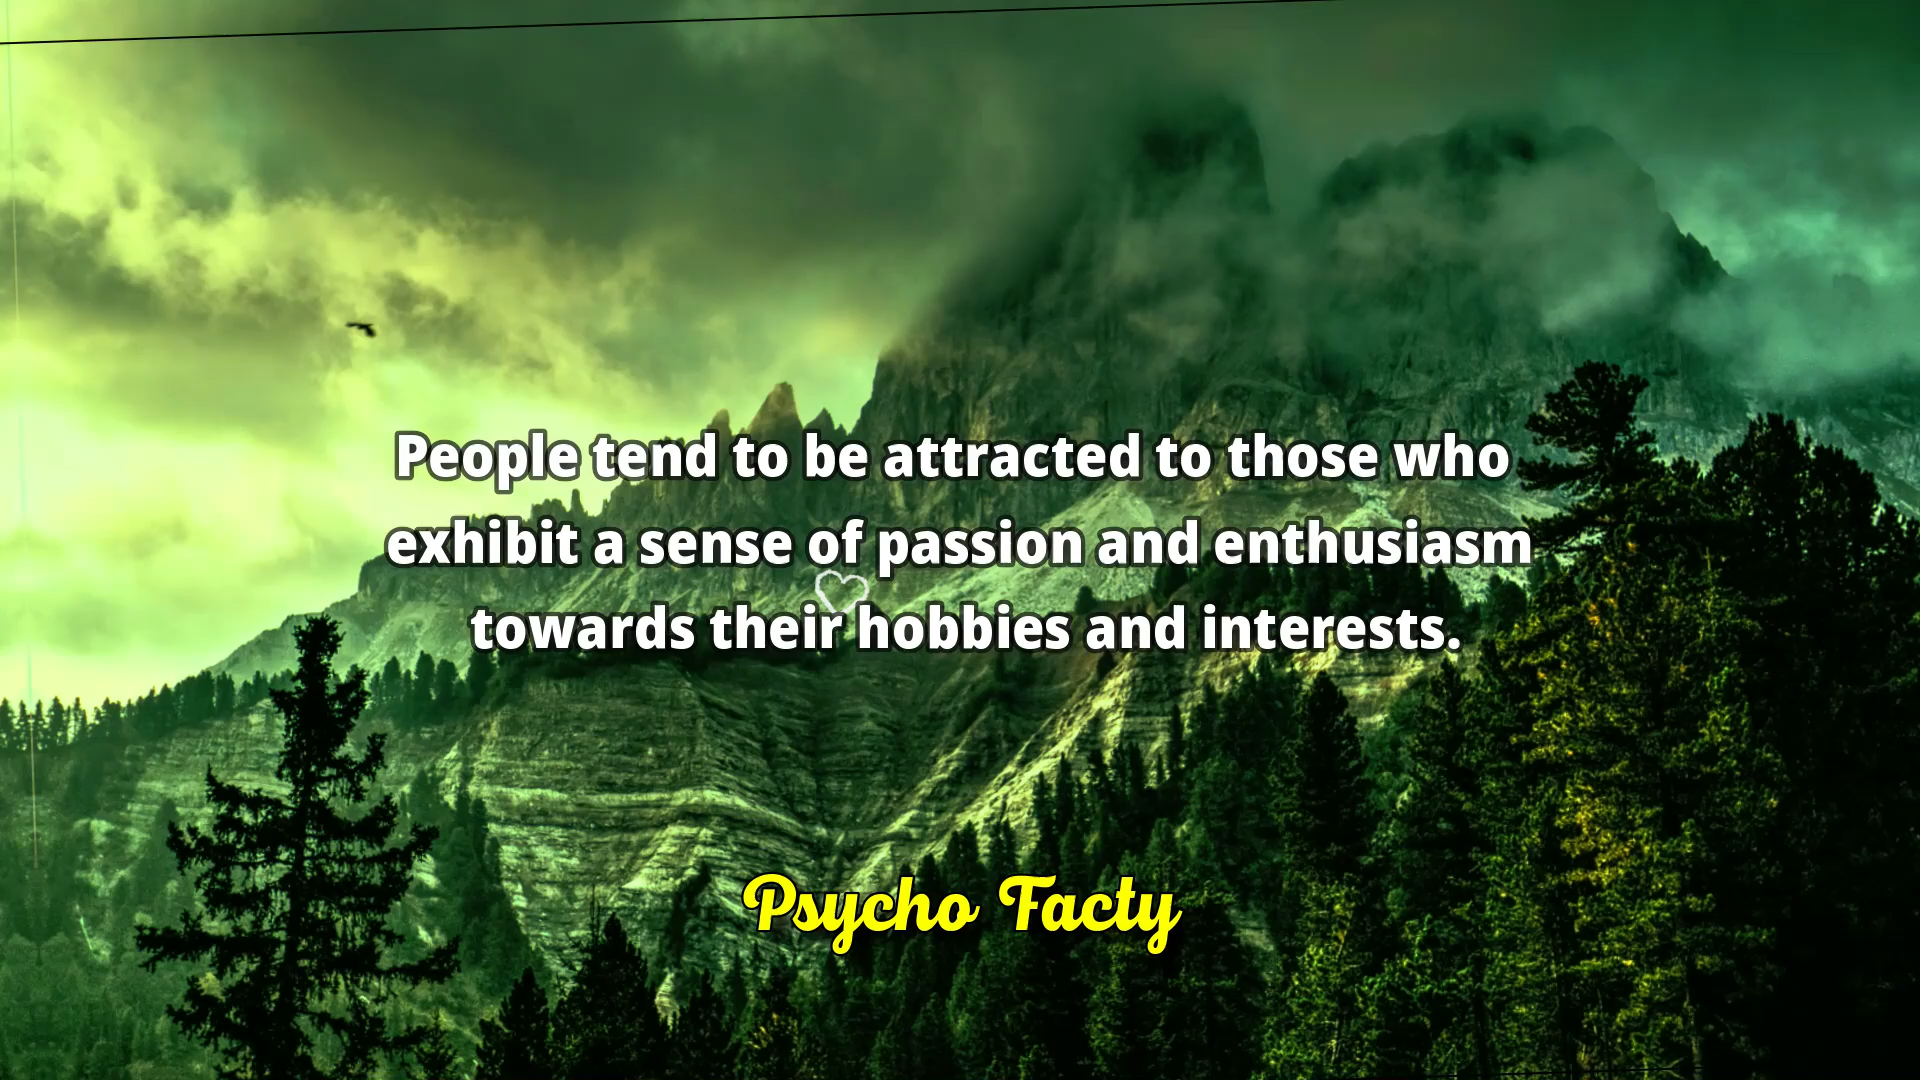 People tend to be attracted to those who
exhibit a sense of passion and enthusiasm
towards their hobbies and interests.
Psycho Facty